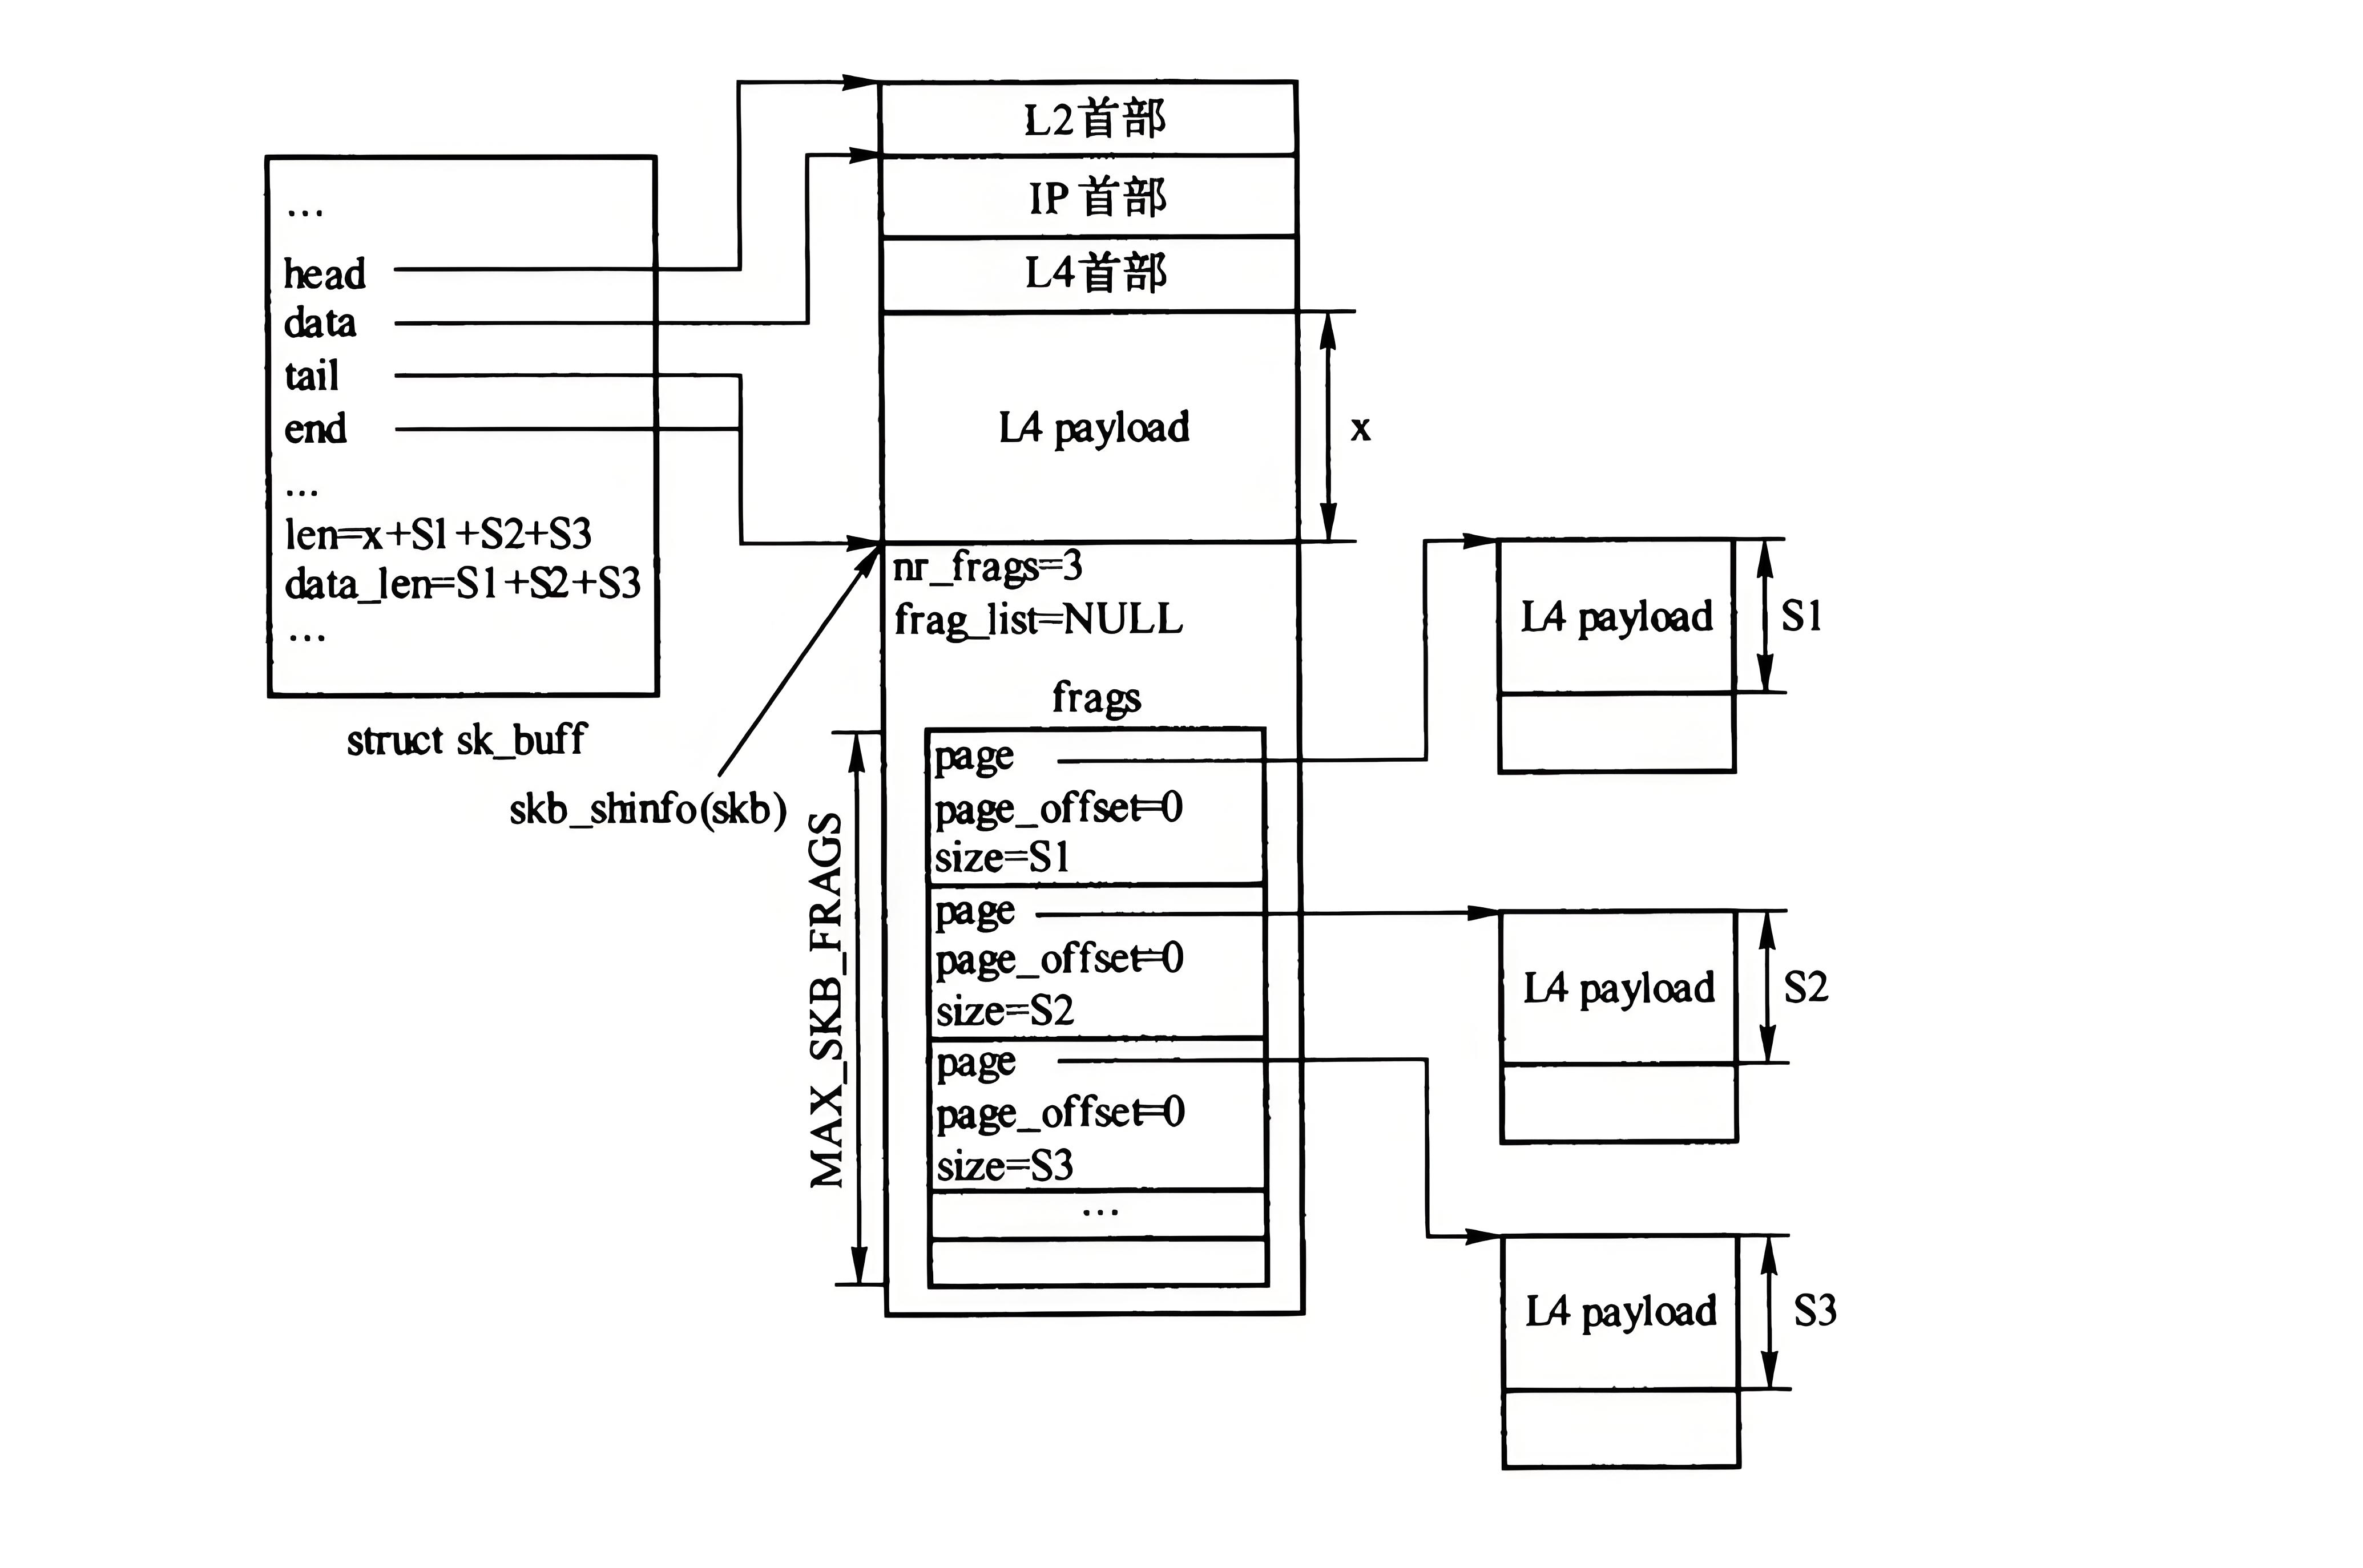 ...
head
data
tail
end
...
len=x+S1+S2+S3
data_len=S1+S2+S3
...
struct sk_buff
skb_shinfo(skb)
L2首部
IP 首部
L4首部
L4 payload
x
nr_frags=3
frag_list=NULL
frags
MAX_SKB_FRAGS
page
page_offset=0
size=S1
page
page_offset=0
size=S2
page
page_offset=0
size=S3
...
L4 payload
S1
L4 payload
S2
L4 payload
S3